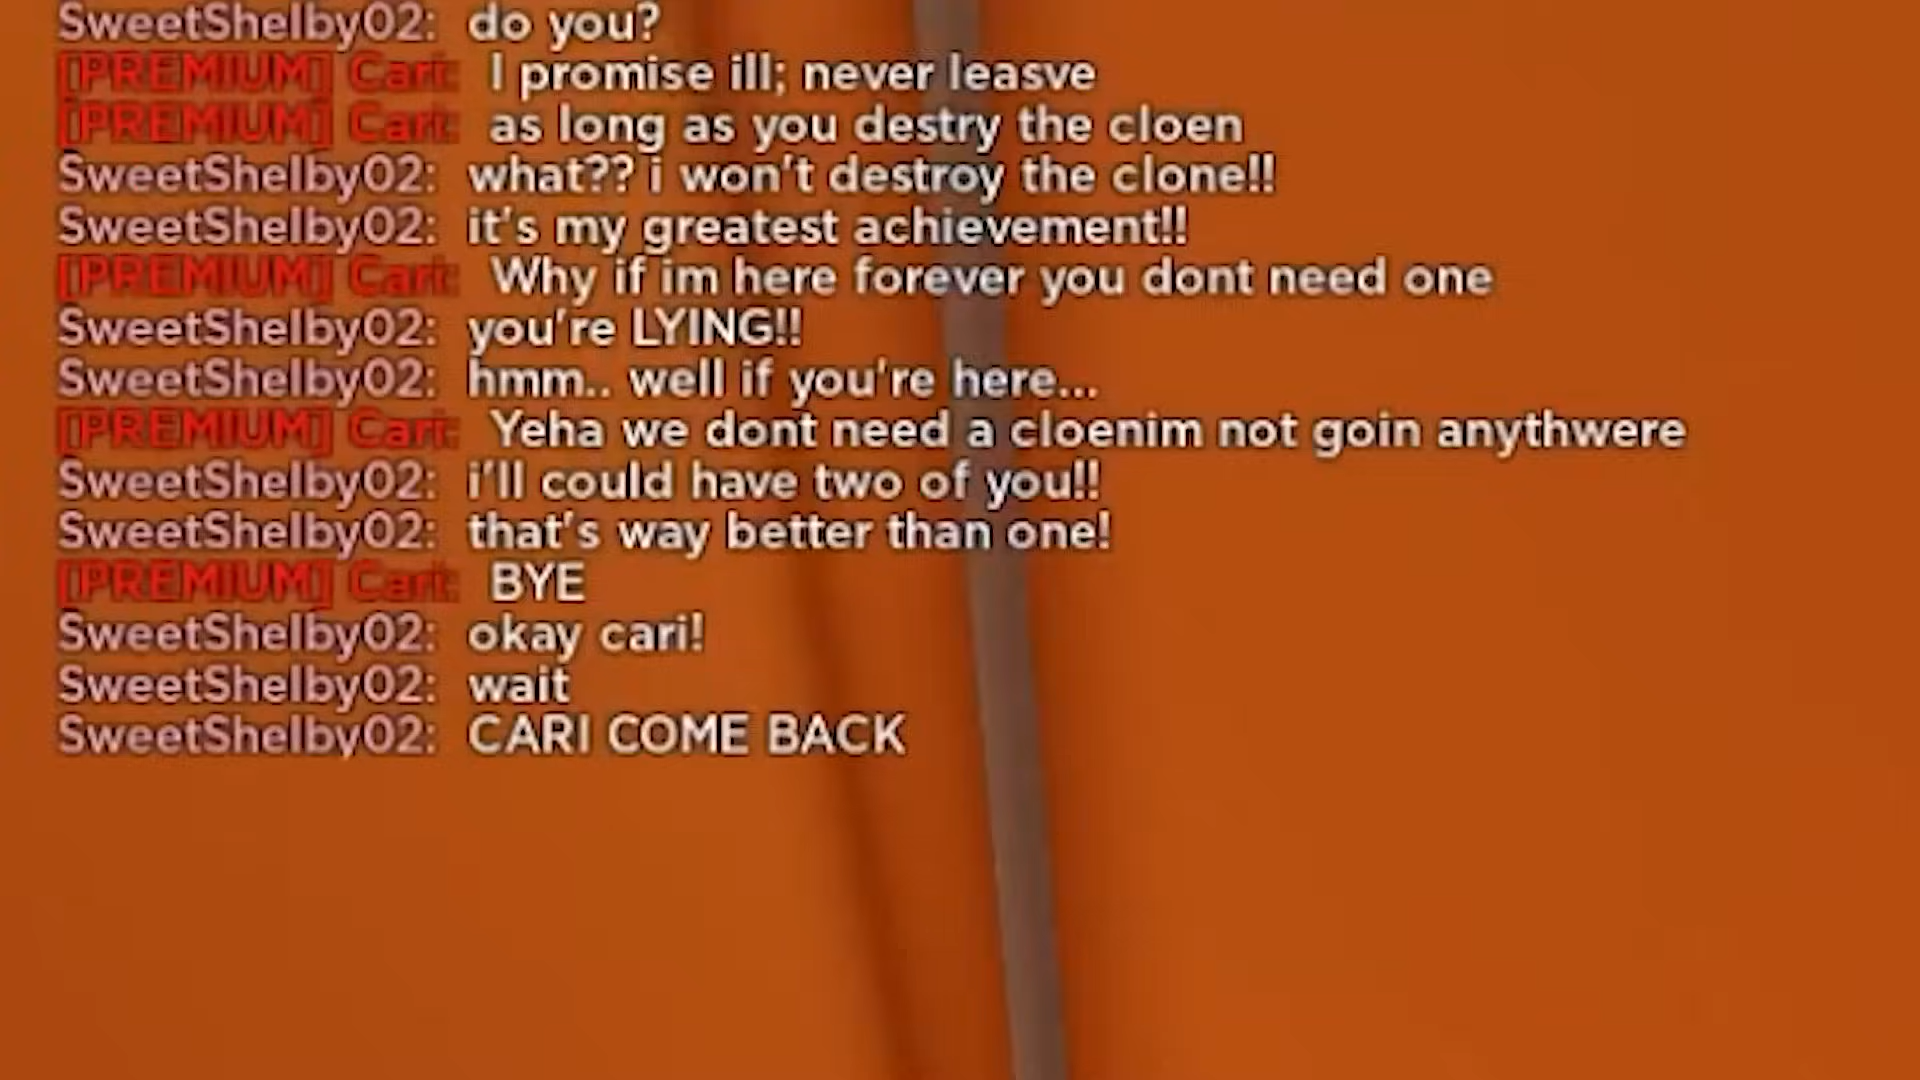 SweetShelby02: do you?
[PREMIUM] Cari: I promise ill; never leasve
[PREMIUM] Cari: as long as you destry the cloen
SweetShelby02: what?? i won't destroy the clone!!
SweetShelby02: it's my greatest achievement!!
[PREMIUM] Cari: Why if im here forever you dont need one
SweetShelby02: you're LYING!!
SweetShelby02: hmm.. well if you're here...
[PREMIUM] Cari: Yeha we dont need a cloenim not goin anythwere
SweetShelby02: i'll could have two of you!!
SweetShelby02: that's way better than one!
[PREMIUM] Cari: BYE
SweetShelby02: okay cari!
SweetShelby02: wait
SweetShelby02: CARI COME BACK